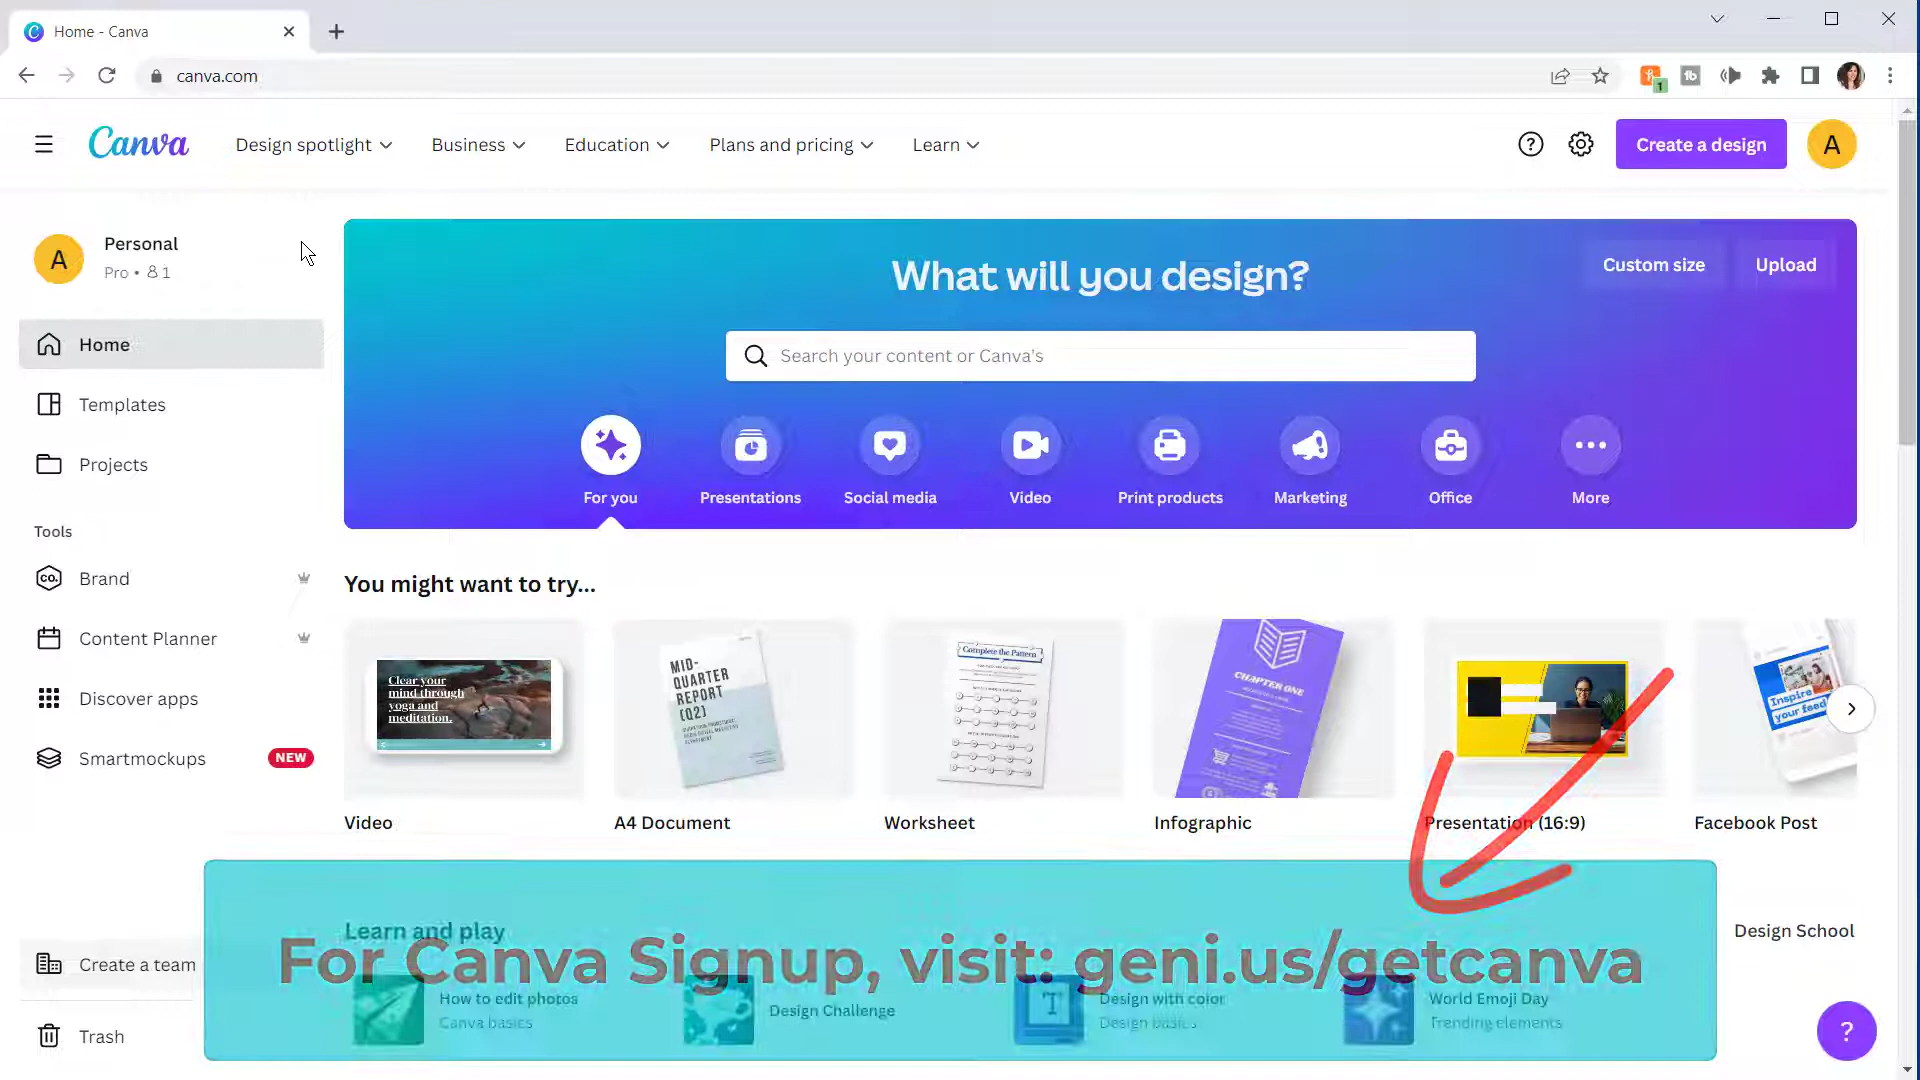 Home - Canva
canva.com
1
Canva
Design spotlight
Business
Education
Plans and pricing
Learn
Create a design
A
A
Personal
Pro • 1
Home
Templates
Projects
Tools
Brand
Content Planner
Discover apps
Smartmockups
NEW
Create a team
Trash
What will you design?
Custom size
Upload
Search your content or Canva's
For you
Presentations
Social media
Video
Print products
Marketing
Office
More
You might want to try...
Clear your
mind through
yoga and
meditation.
MID-
QUARTER
REPORT
(Q2)
Complete the Pattern
CHAPTER ONE
Inspire
your feed
Video
A4 Document
Worksheet
Infographic
Presentation (16:9)
Facebook Post
Learn and play
Design School
For Canva Signup, visit: geni.us/getcanva
How to edit photos
Canva basics
Design Challenge
T
Design with color
Design basics
World Emoji Day
Trending elements
?